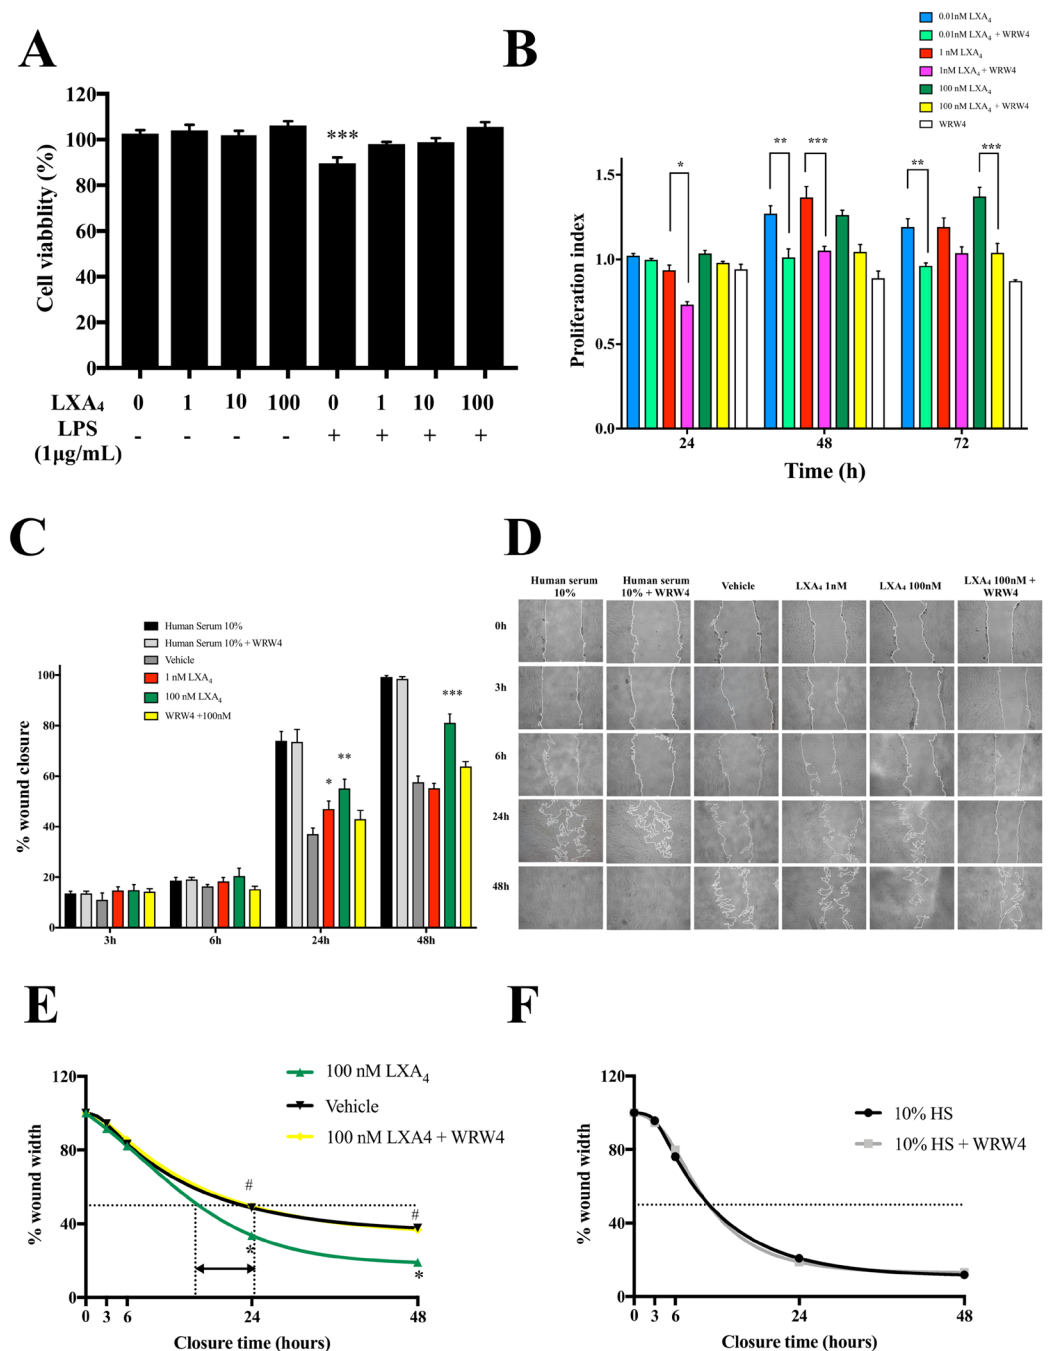 A
120
100
80
60
40
20
0
Cell viabblity (%)
***
LXA₄ 0 1 10 100 0 1 10 100
LPS - - - - + + + +
(1µg/mL)
B
0.01nM LXA₄
0.01nM LXA₄ + WRW4
1 nM LXA₄
1nM LXA₄ + WRW4
100 nM LXA₄
100 nM LXA₄ + WRW4
WRW4
Proliferation index
1.5
1.0
0.5
0.0
* ** *** ** ***
24 48 72
Time (h)
C
Human Serum 10%
Human Serum 10% + WRW4
Vehicle
1 nM LXA₄
100 nM LXA₄
WRW4 +100nM
% wound closure
100
80
60
40
20
0
* ** ***
3h 6h 24h 48h
D
Human serum 10%
Human serum 10% + WRW4
Vehicle
LXA₄ 1nM
LXA₄ 100nM
LXA₄ 100nM + WRW4
0h
3h
6h
24h
48h
E
100 nM LXA₄
Vehicle
100 nM LXA4 + WRW4
% wound width
120
80
40
0
# #
* *
0 3 6 24 48
Closure time (hours)
F
10% HS
10% HS + WRW4
% wound width
120
80
40
0
0 3 6 24 48
Closure time (hours)